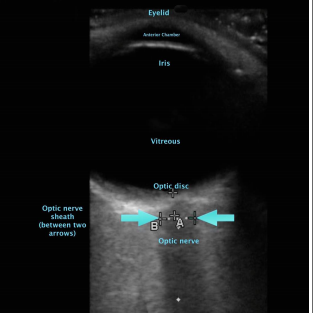 Eyelid
Anterior Chamber
Iris
Vitreous
Optic disc
Optic nerve
sheath
(between two
arrows)
B
A
Optic nerve